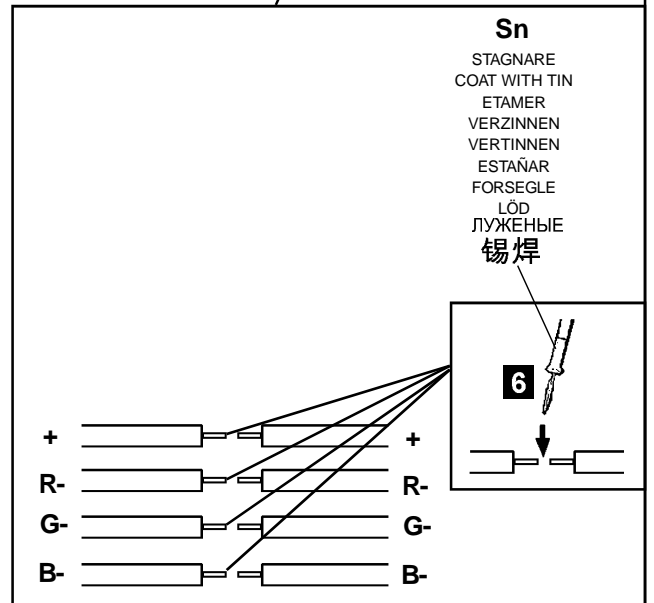 Sn
STAGNARE
COAT WITH TIN
ETAMER
VERZINNEN
VERTINNEN
ESTAÑAR
FORSEGLE
LÖD
ЛУЖЕНЫЕ
锡焊
6
+ +
R- R-
G- G-
B- B-